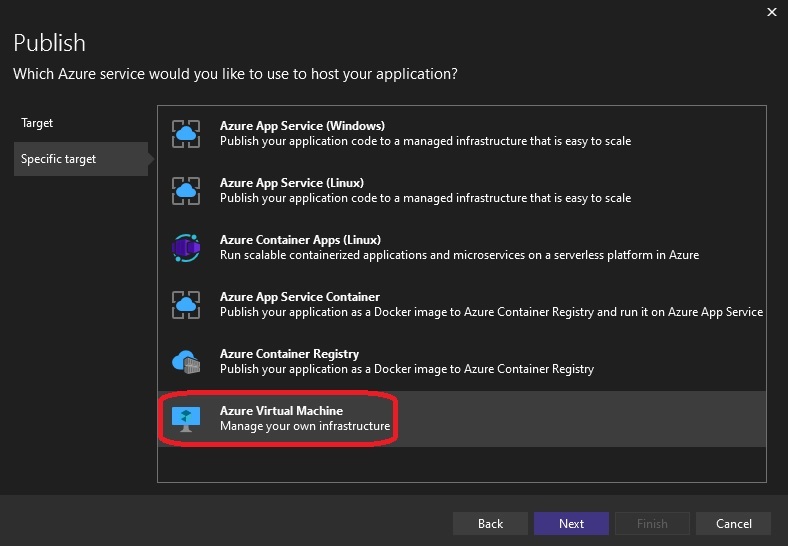 Publish
Which Azure service would you like to use to host your application?
Target
Specific target
Azure App Service (Windows)
Publish your application code to a managed infrastructure that is easy to scale
Azure App Service (Linux)
Publish your application code to a managed infrastructure that is easy to scale
Azure Container Apps (Linux)
Run scalable containerized applications and microservices on a serverless platform in Azure
Azure App Service Container
Publish your application as a Docker image to Azure Container Registry and run it on Azure App Service
Azure Container Registry
Publish your application as a Docker image to Azure Container Registry
Azure Virtual Machine
Manage your own infrastructure
Back
Next
Finish
Cancel